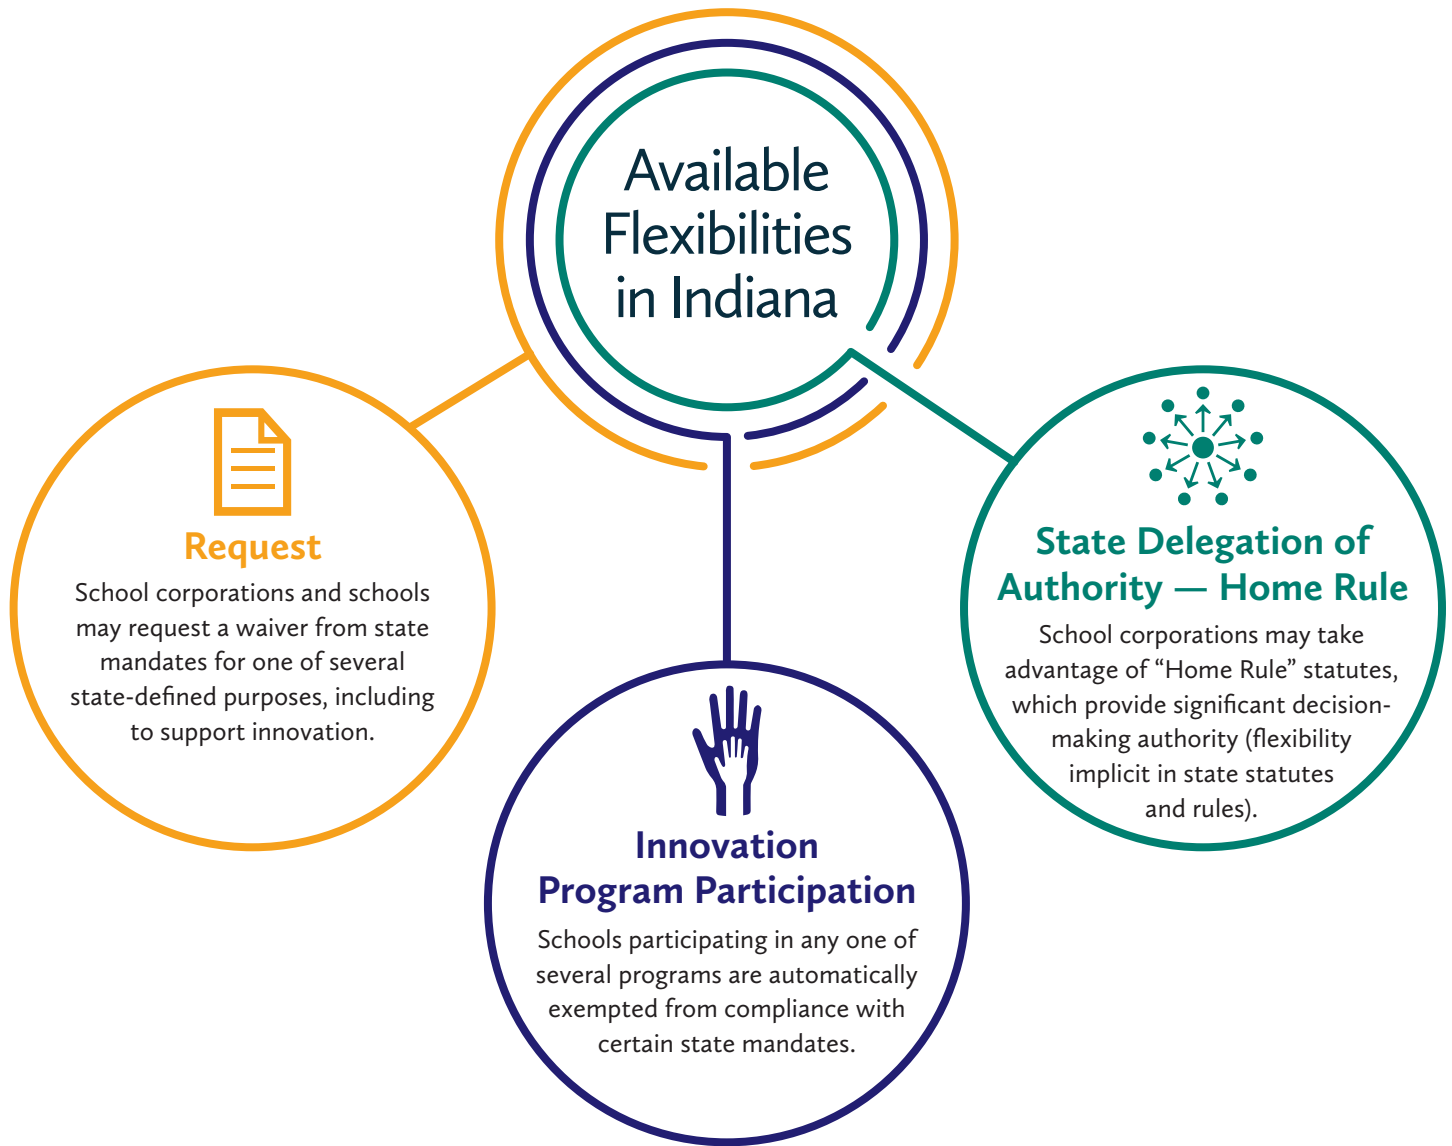 Available
Flexibilities
in Indiana
Request
School corporations and schools
may request a waiver from state
mandates for one of several
state-defined purposes, including
to support innovation.
Innovation
Program Participation
Schools participating in any one of
several programs are automatically
exempted from compliance with
certain state mandates.
State Delegation of
Authority — Home Rule
School corporations may take
advantage of “Home Rule” statutes,
which provide significant decision-
making authority (flexibility
implicit in state statutes
and rules).